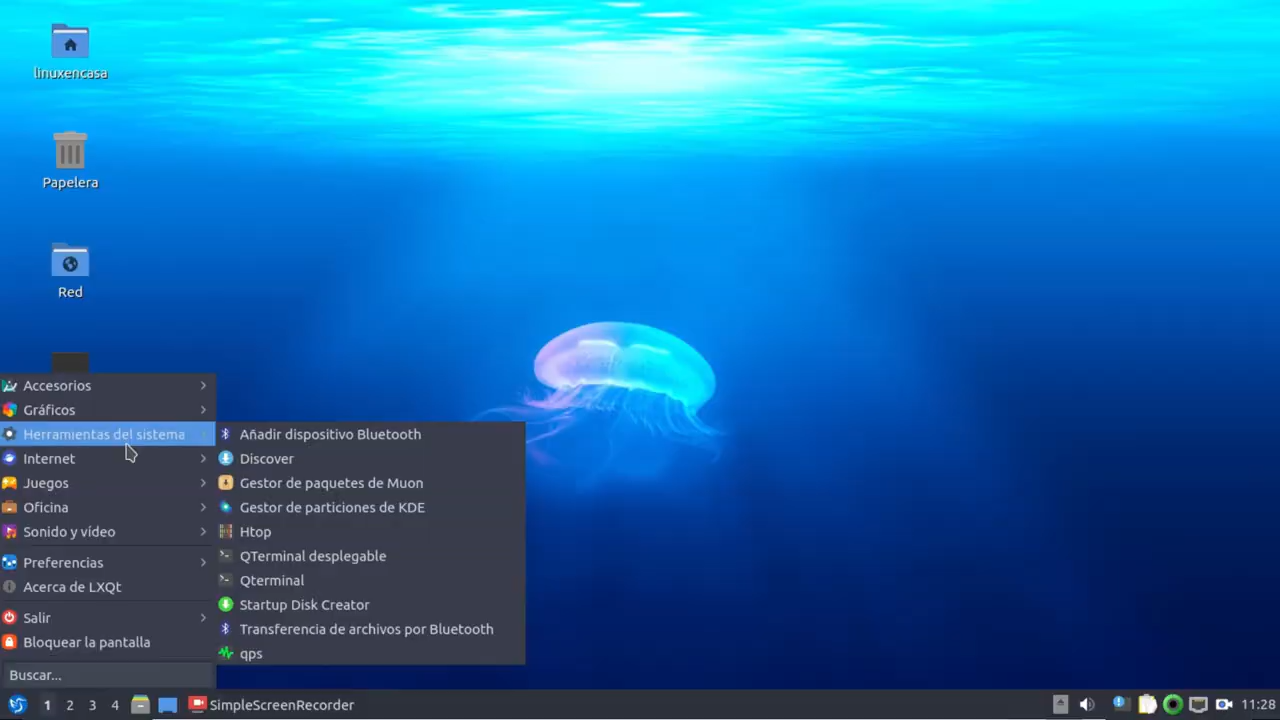 linuxencasa
Papelera
Red
Accesorios
Gráficos
Herramientas del sistema
Internet
Juegos
Oficina
Sonido y vídeo
Preferencias
Acerca de LXQt
Salir
Bloquear la pantalla
Buscar...
Añadir dispositivo Bluetooth
Discover
Gestor de paquetes de Muon
Gestor de particiones de KDE
Htop
QTerminal desplegable
Qterminal
Startup Disk Creator
Transferencia de archivos por Bluetooth
qps
1 2 3 4 SimpleScreenRecorder 11:28